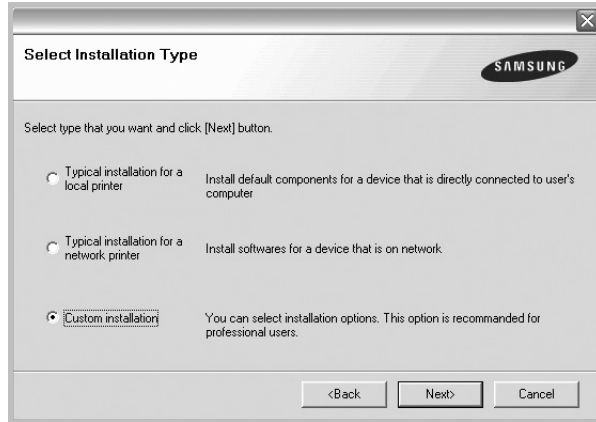 Select Installation Type
SAMSUNG
Select type that you want and click [Next] button.
Typical installation for a
local printer
Install default components for a device that is directly connected to user's
computer
Typical installation for a
network printer
Install softwares for a device that is on network
Custom installation
You can select installation options. This option is recommanded for
professional users.
<Back
Next>
Cancel